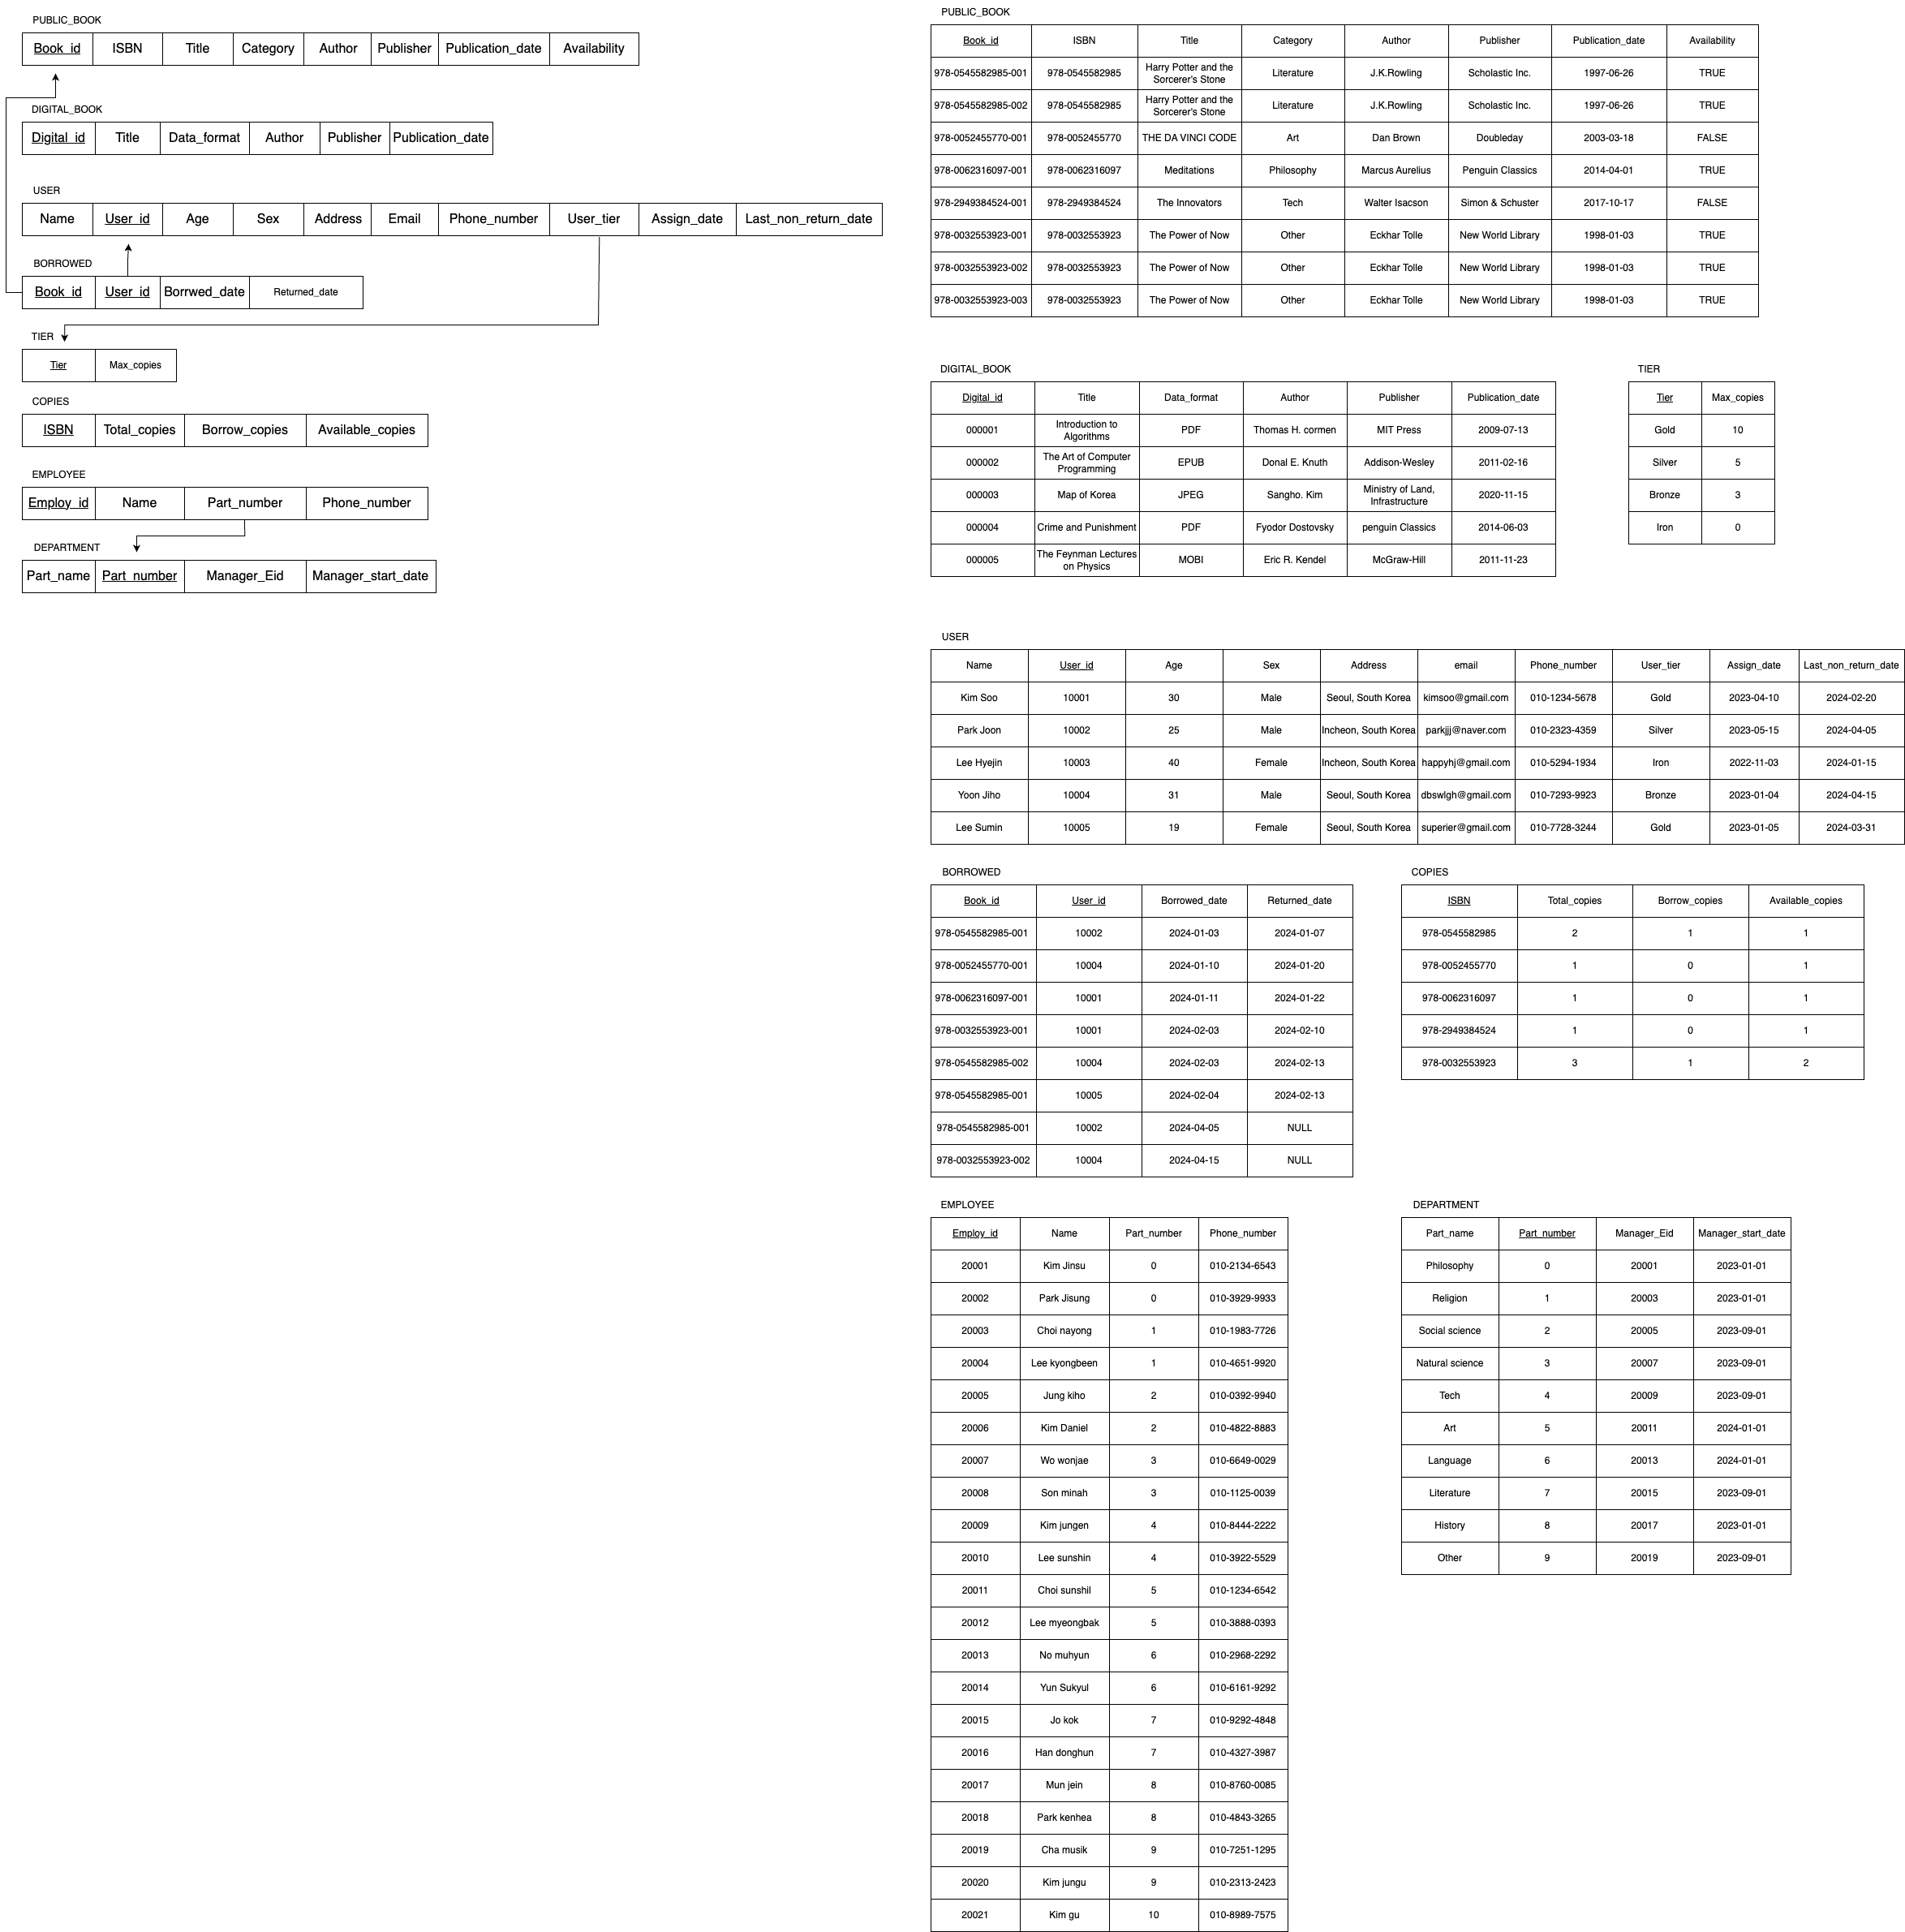 PUBLIC_BOOK
Book_id ISBN Title Category Author Publisher Publication_date Availability
DIGITAL_BOOK
Digital_id Title Data_format Author Publisher Publication_date
USER
Name User_id Age Sex Address Email Phone_number User_tier Assign_date Last_non_return_date
BORROWED
Book_id User_id Borrwed_date Returned_date
TIER
Tier Max_copies
COPIES
ISBN Total_copies Borrow_copies Available_copies
EMPLOYEE
Employ_id Name Part_number Phone_number
DEPARTMENT
Part_name Part_number Manager_Eid Manager_start_date
PUBLIC_BOOK
Book_id ISBN Title Category Author Publisher Publication_date Availability
978-0545582985-001 978-0545582985 Harry Potter and the Sorcerer's Stone Literature J.K.Rowling Scholastic Inc. 1997-06-26 TRUE
978-0545582985-002 978-0545582985 Harry Potter and the Sorcerer's Stone Literature J.K.Rowling Scholastic Inc. 1997-06-26 TRUE
978-0052455770-001 978-0052455770 THE DA VINCI CODE Art Dan Brown Doubleday 2003-03-18 FALSE
978-0062316097-001 978-0062316097 Meditations Philosophy Marcus Aurelius Penguin Classics 2014-04-01 TRUE
978-2949384524-001 978-2949384524 The Innovators Tech Walter Isacson Simon & Schuster 2017-10-17 FALSE
978-0032553923-001 978-0032553923 The Power of Now Other Eckhar Tolle New World Library 1998-01-03 TRUE
978-0032553923-002 978-0032553923 The Power of Now Other Eckhar Tolle New World Library 1998-01-03 TRUE
978-0032553923-003 978-0032553923 The Power of Now Other Eckhar Tolle New World Library 1998-01-03 TRUE
DIGITAL_BOOK
Digital_id Title Data_format Author Publisher Publication_date
000001 Introduction to Algorithms PDF Thomas H. cormen MIT Press 2009-07-13
000002 The Art of Computer Programming EPUB Donal E. Knuth Addison-Wesley 2011-02-16
000003 Map of Korea JPEG Sangho. Kim Ministry of Land, Infrastructure 2020-11-15
000004 Crime and Punishment PDF Fyodor Dostovsky penguin Classics 2014-06-03
000005 The Feynman Lectures on Physics MOBI Eric R. Kendel McGraw-Hill 2011-11-23
TIER
Tier Max_copies
Gold 10
Silver 5
Bronze 3
Iron 0
USER
Name User_id Age Sex Address email Phone_number User_tier Assign_date Last_non_return_date
Kim Soo 10001 30 Male Seoul, South Korea kimsoo@gmail.com 010-1234-5678 Gold 2023-04-10 2024-02-20
Park Joon 10002 25 Male Incheon, South Korea parkjjj@naver.com 010-2323-4359 Silver 2023-05-15 2024-04-05
Lee Hyejin 10003 40 Female Incheon, South Korea happyhj@gmail.com 010-5294-1934 Iron 2022-11-03 2024-01-15
Yoon Jiho 10004 31 Male Seoul, South Korea dbswlgh@gmail.com 010-7293-9923 Bronze 2023-01-04 2024-04-15
Lee Sumin 10005 19 Female Seoul, South Korea superier@gmail.com 010-7728-3244 Gold 2023-01-05 2024-03-31
BORROWED
Book_id User_id Borrowed_date Returned_date
978-0545582985-001 10002 2024-01-03 2024-01-07
978-0052455770-001 10004 2024-01-10 2024-01-20
978-0062316097-001 10001 2024-01-11 2024-01-22
978-0032553923-001 10001 2024-02-03 2024-02-10
978-0545582985-002 10004 2024-02-03 2024-02-13
978-0545582985-001 10005 2024-02-04 2024-02-13
978-0545582985-001 10002 2024-04-05 NULL
978-0032553923-002 10004 2024-04-15 NULL
COPIES
ISBN Total_copies Borrow_copies Available_copies
978-0545582985 2 1 1
978-0052455770 1 0 1
978-0062316097 1 0 1
978-2949384524 1 0 1
978-0032553923 3 1 2
EMPLOYEE
Employ_id Name Part_number Phone_number
20001 Kim Jinsu 0 010-2134-6543
20002 Park Jisung 0 010-3929-9933
20003 Choi nayong 1 010-1983-7726
20004 Lee kyongbeen 1 010-4651-9920
20005 Jung kiho 2 010-0392-9940
20006 Kim Daniel 2 010-4822-8883
20007 Wo wonjae 3 010-6649-0029
20008 Son minah 3 010-1125-0039
20009 Kim jungen 4 010-8444-2222
20010 Lee sunshin 4 010-3922-5529
20011 Choi sunshil 5 010-1234-6542
20012 Lee myeongbak 5 010-3888-0393
20013 No muhyun 6 010-2968-2292
20014 Yun Sukyul 6 010-6161-9292
20015 Jo kok 7 010-9292-4848
20016 Han donghun 7 010-4327-3987
20017 Mun jein 8 010-8760-0085
20018 Park kenhea 8 010-4843-3265
20019 Cha musik 9 010-7251-1295
20020 Kim jungu 9 010-2313-2423
20021 Kim gu 10 010-8989-7575
DEPARTMENT
Part_name Part_number Manager_Eid Manager_start_date
Philosophy 0 20001 2023-01-01
Religion 1 20003 2023-01-01
Social science 2 20005 2023-09-01
Natural science 3 20007 2023-09-01
Tech 4 20009 2023-09-01
Art 5 20011 2024-01-01
Language 6 20013 2024-01-01
Literature 7 20015 2023-09-01
History 8 20017 2023-01-01
Other 9 20019 2023-09-01